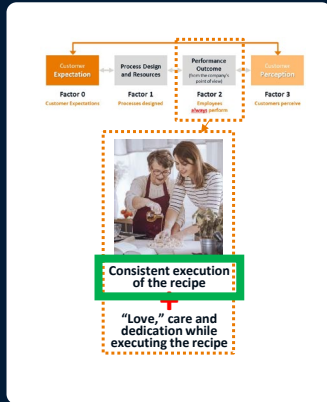 Customer
Expectation
Process Design
and Resources
Performance
Outcome
(from the company's
point of view)
Customer
Perception
Factor 0
Customer Expectations
Factor 1
Processes designed
Factor 2
Employees
always perform
Factor 3
Customers perceive
Consistent execution
of the recipe
+
“Love,” care and
dedication while
executing the recipe